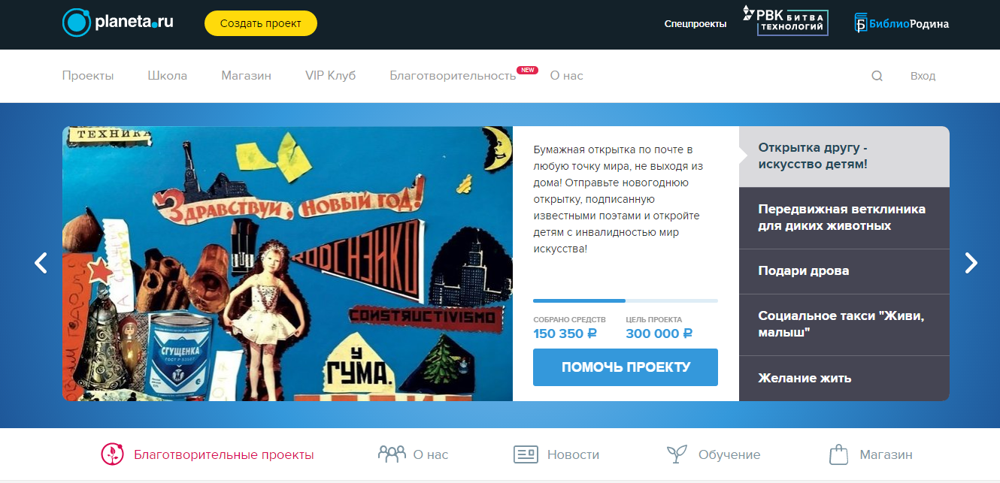 planeta.ru
Создать проект
Спецпроекты
РВК БИТВА
ТЕХНОЛОГИЙ
БиблиоРодина
Проекты
Школа
Магазин
VIP Клуб
Благотворительность
NEW
О нас
Вход
ТЕХНИКА
ЗДРАВСТВУЙ, НОВЫЙ ГОД!
CONSTRUCTIVISMO
СГУЩЕНКА
У
ГУМА.
Бумажная открытка по почте в
любую точку мира, не выходя из
дома! Отправьте новогоднюю
открытку, подписанную
известными поэтами и откройте
детям с инвалидностью мир
искусства!
СОБРАНО СРЕДСТВ
150 350 ₽
ЦЕЛЬ ПРОЕКТА
300 000 ₽
ПОМОЧЬ ПРОЕКТУ
Открытка другу -
искусство детям!
Передвижная ветклиника
для диких животных
Подари дрова
Социальное такси "Живи,
малыш"
Желание жить
Благотворительные проекты
О нас
Новости
Обучение
Магазин